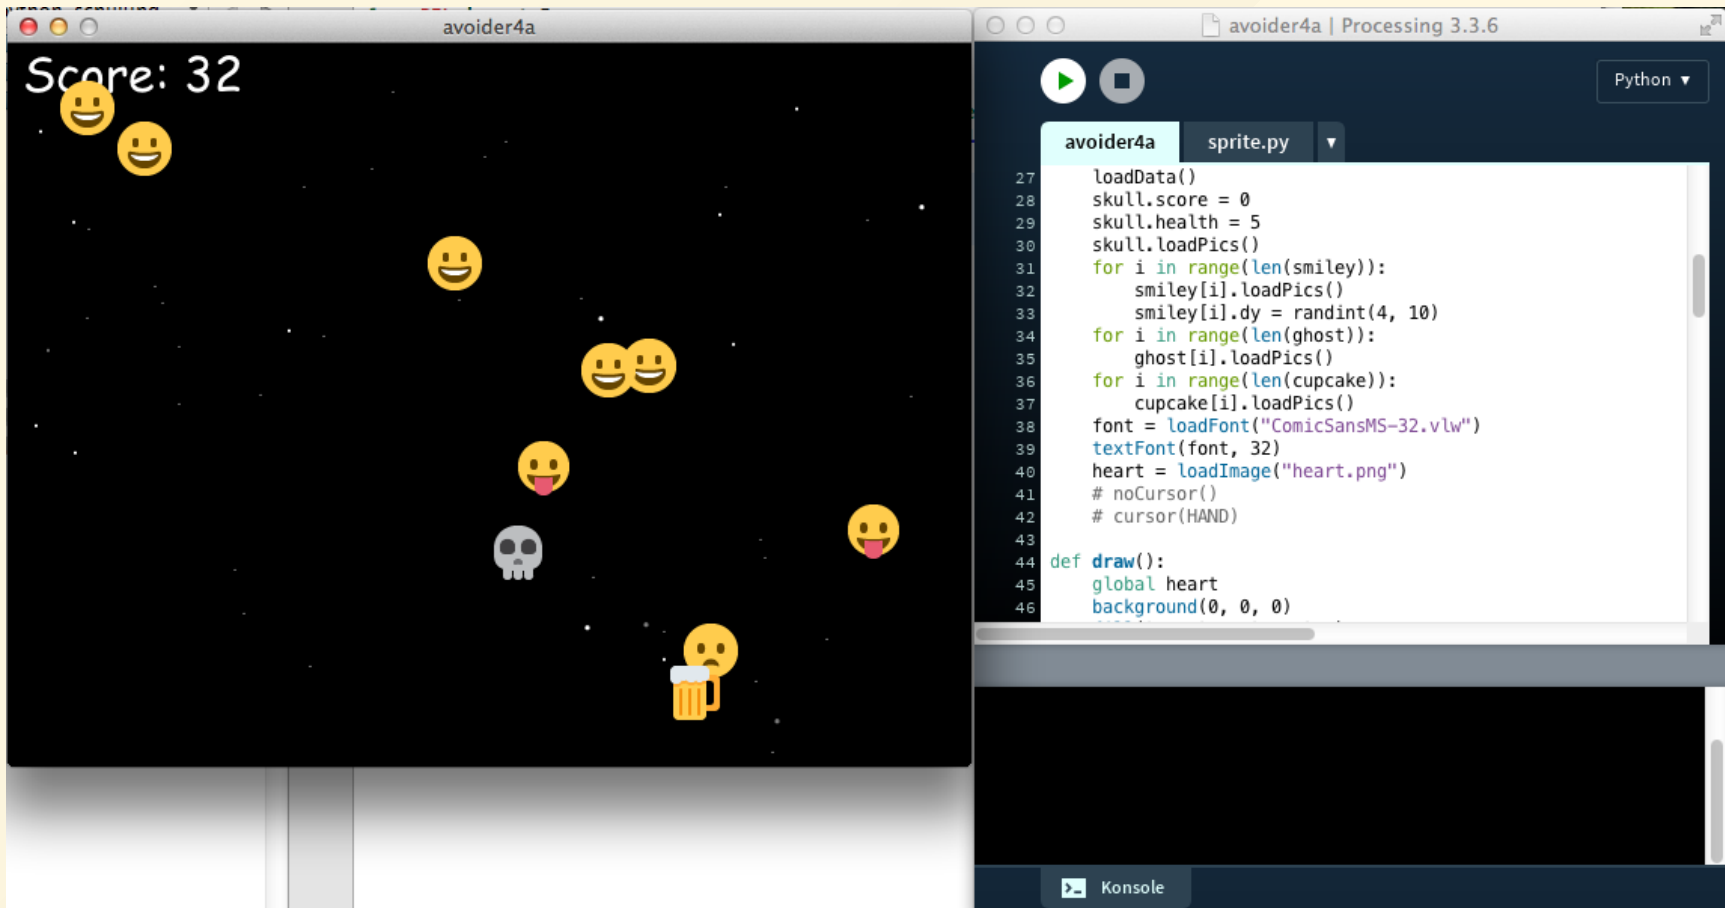 avoider4a
Score: 32
avoider4a | Processing 3.3.6
Python ▼
avoider4a
sprite.py
▼
27 loadData()
28 skull.score = 0
29 skull.health = 5
30 skull.loadPics()
31 for i in range(len(smiley)):
32 smiley[i].loadPics()
33 smiley[i].dy = randint(4, 10)
34 for i in range(len(ghost)):
35 ghost[i].loadPics()
36 for i in range(len(cupcake)):
37 cupcake[i].loadPics()
38 font = loadFont("ComicSansMS-32.vlw")
39 textFont(font, 32)
40 heart = loadImage("heart.png")
41 # noCursor()
42 # cursor(HAND)
43
44 def draw():
45 global heart
46 background(0, 0, 0)
Konsole